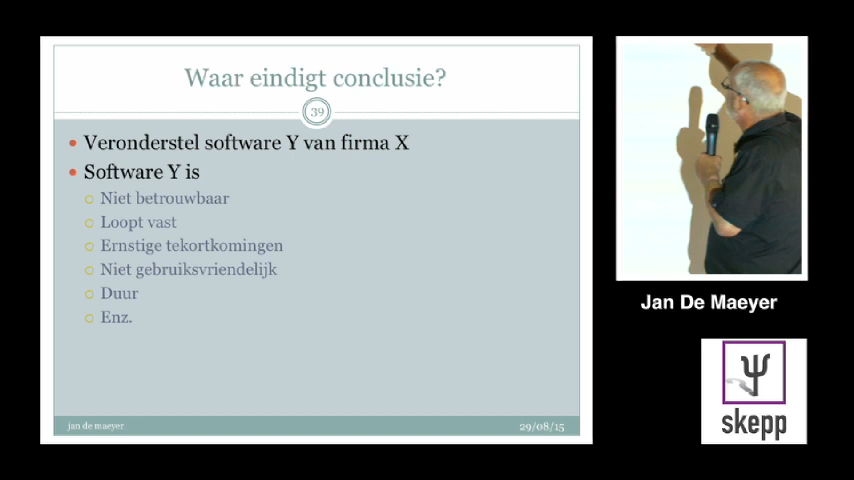 Waar eindigt conclusie?
39
Veronderstel software Y van firma X
Software Y is
Niet betrouwbaar
Loopt vast
Ernstige tekortkomingen
Niet gebruiksvriendelijk
Duur
Enz.
jan de maeyer
29/08/15
Jan De Maeyer
skepp